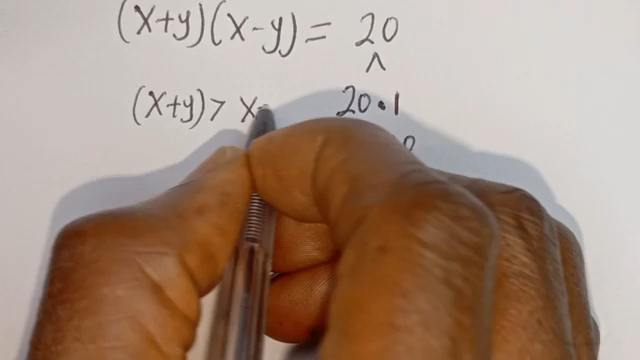 (x+y)(x-y) = 20
^
(x+y) > x- 20·1